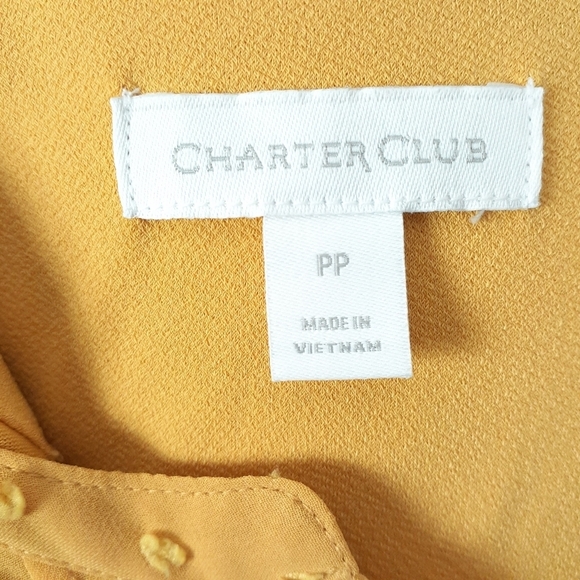 CHARTER CLUB
PP
MADE IN
VIETNAM